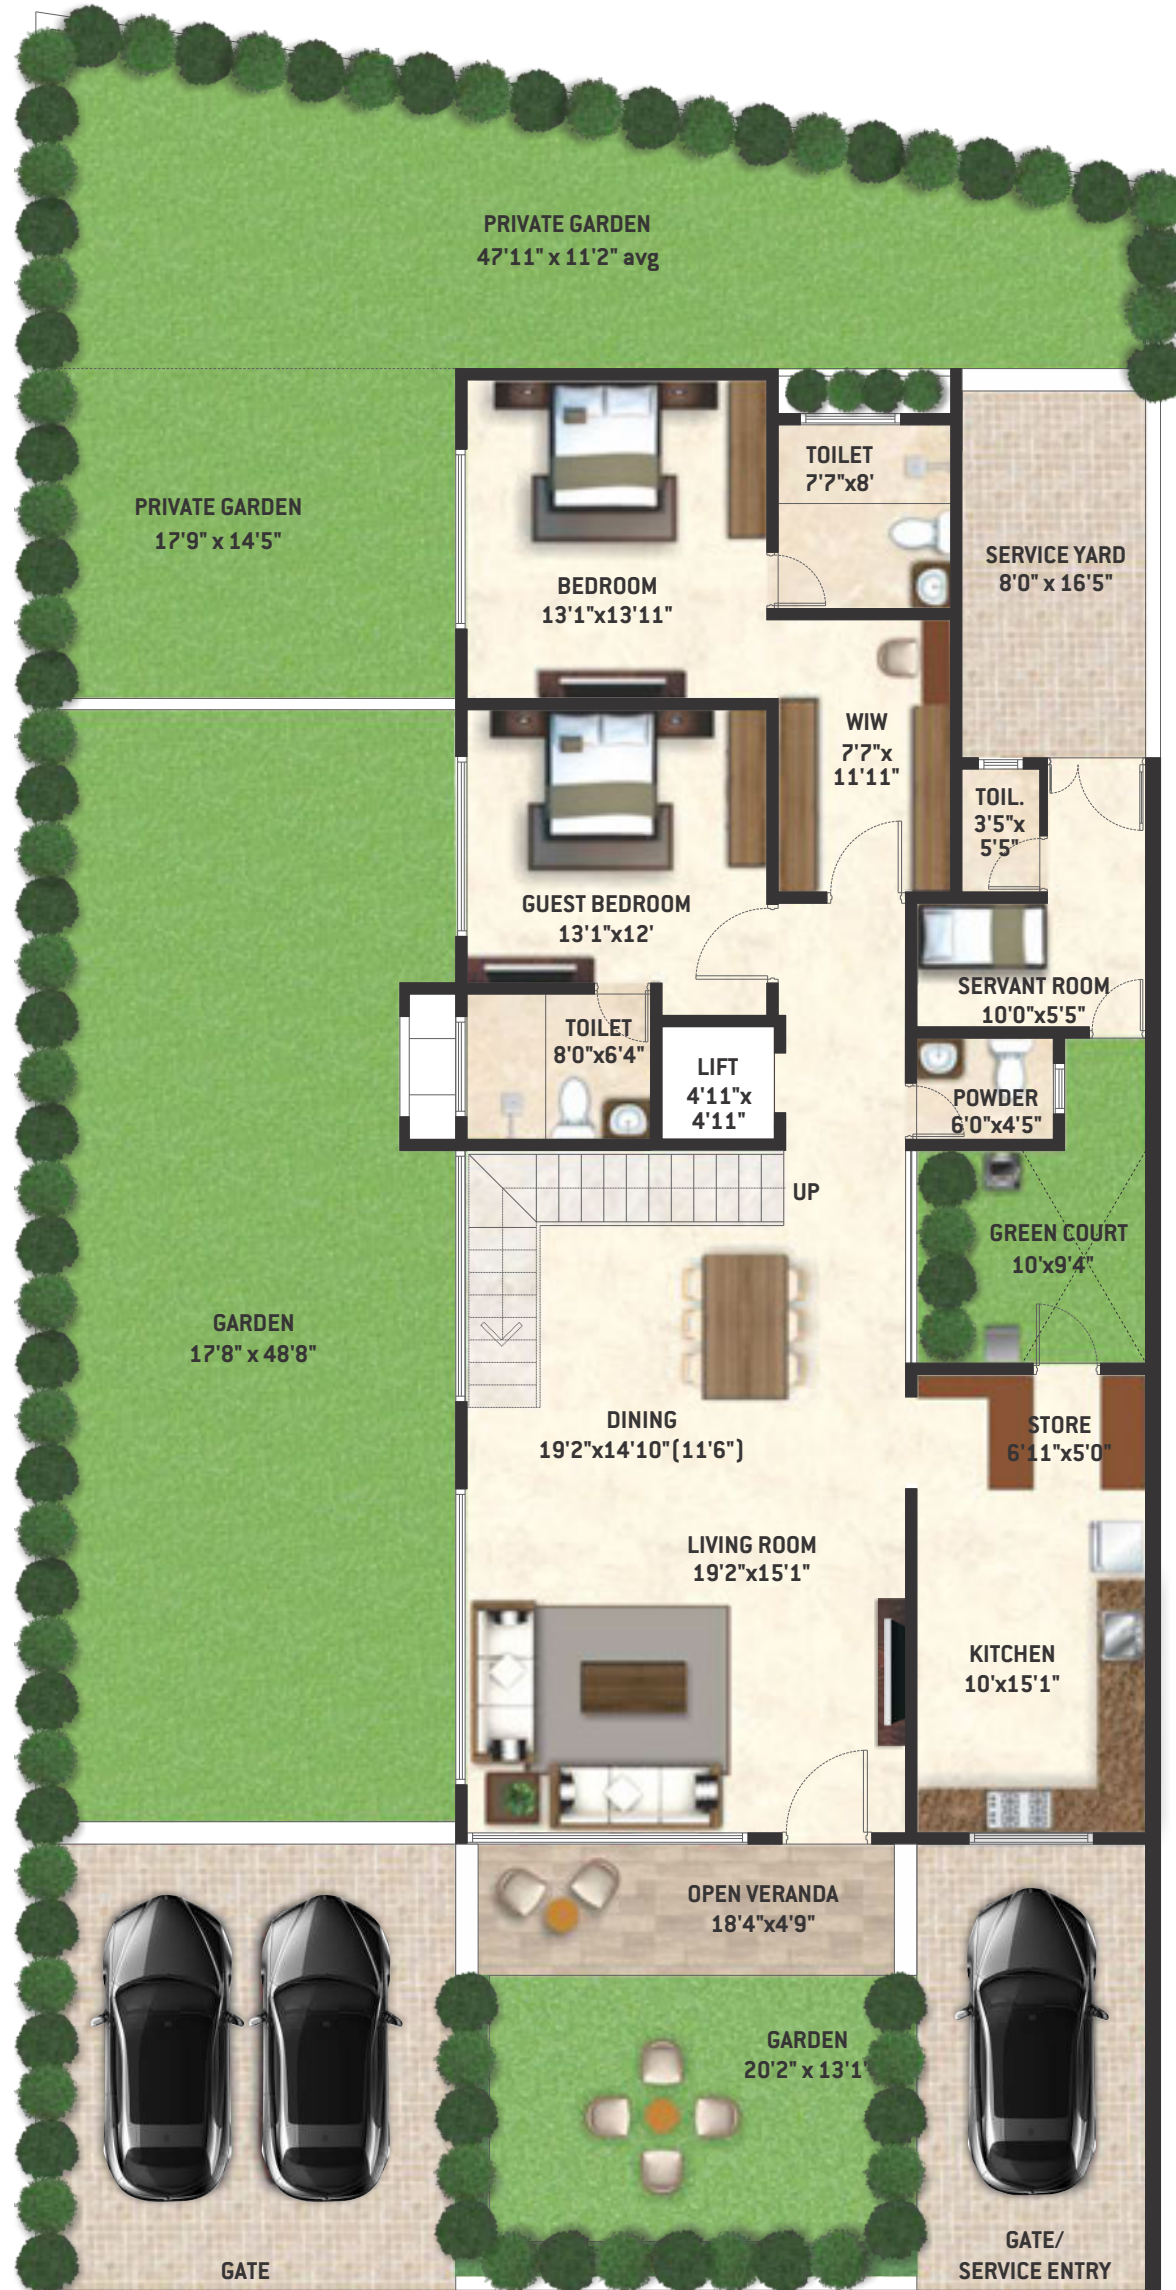 PRIVATE GARDEN
47'11" x 11'2" avg
PRIVATE GARDEN
17'9" x 14'5"
TOILET
7'7"x8'
SERVICE YARD
8'0" x 16'5"
BEDROOM
13'1"x13'11"
WIW
7'7"x
11'11"
TOIL.
3'5"x
5'5"
GUEST BEDROOM
13'1"x12'
SERVANT ROOM
10'0"x5'5"
TOILET
8'0"x6'4"
LIFT
4'11"x
4'11"
POWDER
6'0"x4'5"
UP
GREEN COURT
10'x9'4"
GARDEN
17'8" x 48'8"
DINING
19'2"x14'10"(11'6")
STORE
6'11"x5'0"
LIVING ROOM
19'2"x15'1"
KITCHEN
10'x15'1"
OPEN VERANDA
18'4"x4'9"
GARDEN
20'2" x 13'1'
GATE
GATE/
SERVICE ENTRY